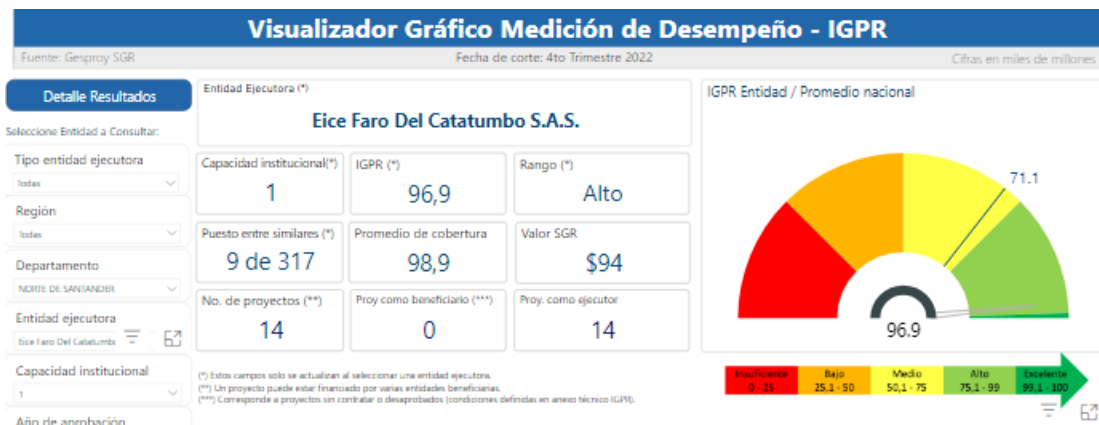 Visualizador Gráfico Medición de Desempeño - IGPR
Fuente: Gesproy SGR
Fecha de corte: 4to Trimestre 2022
Cifras en miles de millones
Detalle Resultados
Seleccione Entidad a Consultar:
Tipo entidad ejecutora
Todas
Región
Todas
Departamento
NORTE DE SANTANDER
Entidad ejecutora
Eice Faro Del Catatumbo
Capacidad institucional
1
Año de aprobación
Entidad Ejecutora (*)
Eice Faro Del Catatumbo S.A.S.
Capacidad institucional(*)
1
IGPR (*)
96,9
Rango (*)
Alto
Puesto entre similares (*)
9 de 317
Promedio de cobertura
98,9
Valor SGR
$94
No. de proyectos (**)
14
Proy como beneficiario (***)
0
Proy. como ejecutor
14
(*) Estos campos solo se actualizan al seleccionar una entidad ejecutora.
(**) Un proyecto puede estar financiado por varias entidades beneficiarias.
(***) Corresponde a proyectos sin contratar o desaprobados (condiciones definidas en anexo técnico IGPR).
IGPR Entidad / Promedio nacional
71.1
96.9
Insuficiente
0 - 25
Bajo
25,1 - 50
Medio
50,1 - 75
Alto
75,1 - 99
Excelente
99,1 - 100